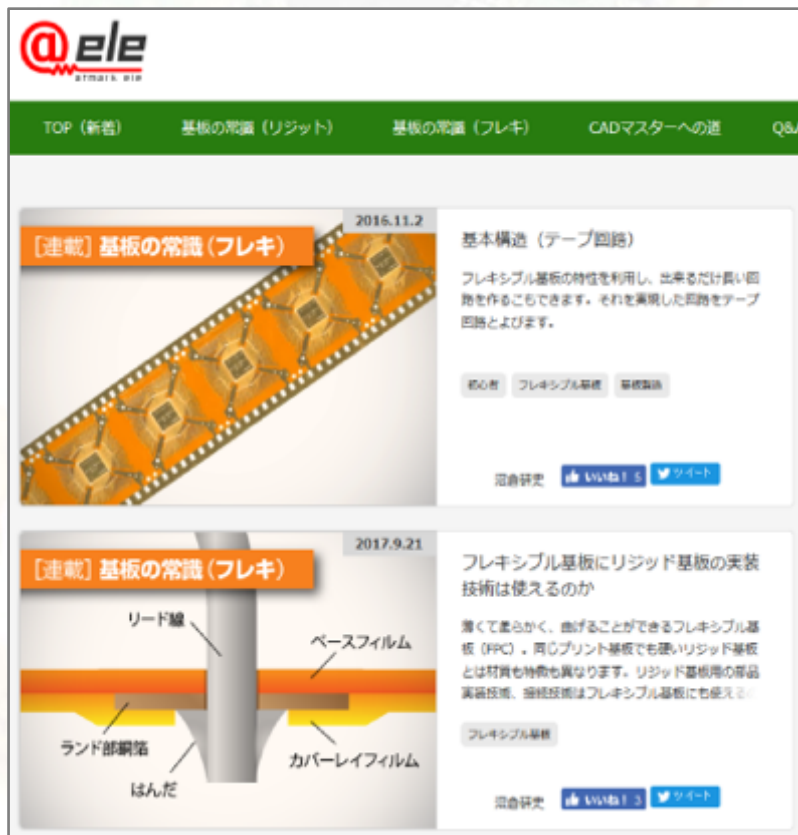 @ele
atmark ele
TOP（新着）
基板の常識（リジット）
基板の常識（フレキ）
CADマスターへの道
Q&A
2016.11.2
[連載] 基板の常識(フレキ)
基本構造（テープ回路）
フレキシブル基板の特性を利用し、出来るだけ長い回
路を作るこもできます。それを実現した回路をテープ
回路とよびます。
初心者
フレキシブル基板
基板製造
沼倉研史
いいね！ 5
ツイート
2017.9.21
[連載] 基板の常識(フレキ)
リード線
ベースフィルム
ランド部銅箔
はんだ
カバーレイフィルム
フレキシブル基板にリジッド基板の実装
技術は使えるのか
薄くて柔らかく、曲げることができるフレキシブル基
板（FPC）。同じプリント基板でも硬いリジッド基板
とは材質も特徴も異なります。リジッド基板用の部品
実装技術、接続技術はフレキシブル基板にも使える
フレキシブル基板
沼倉研史
いいね！ 3
ツイート